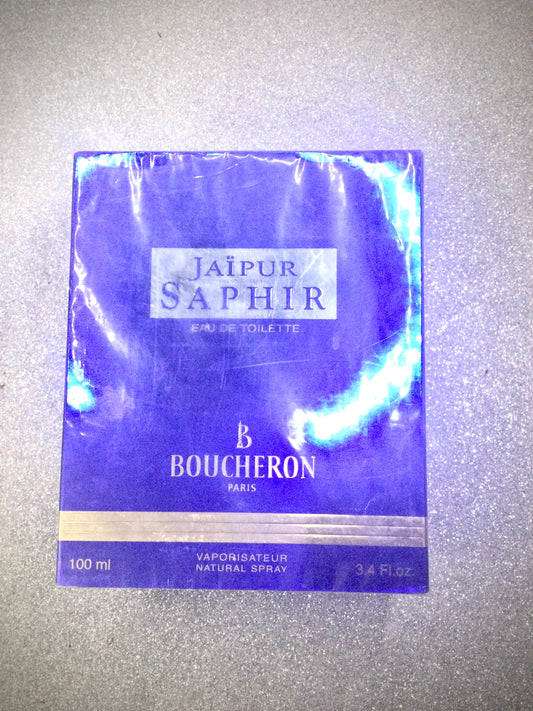 JAÏPUR
SAPHIR
EAU DE TOILETTE
B
BOUCHERON
PARIS
100 ml
VAPORISATEUR
NATURAL SPRAY
3.4 Fl.oz.